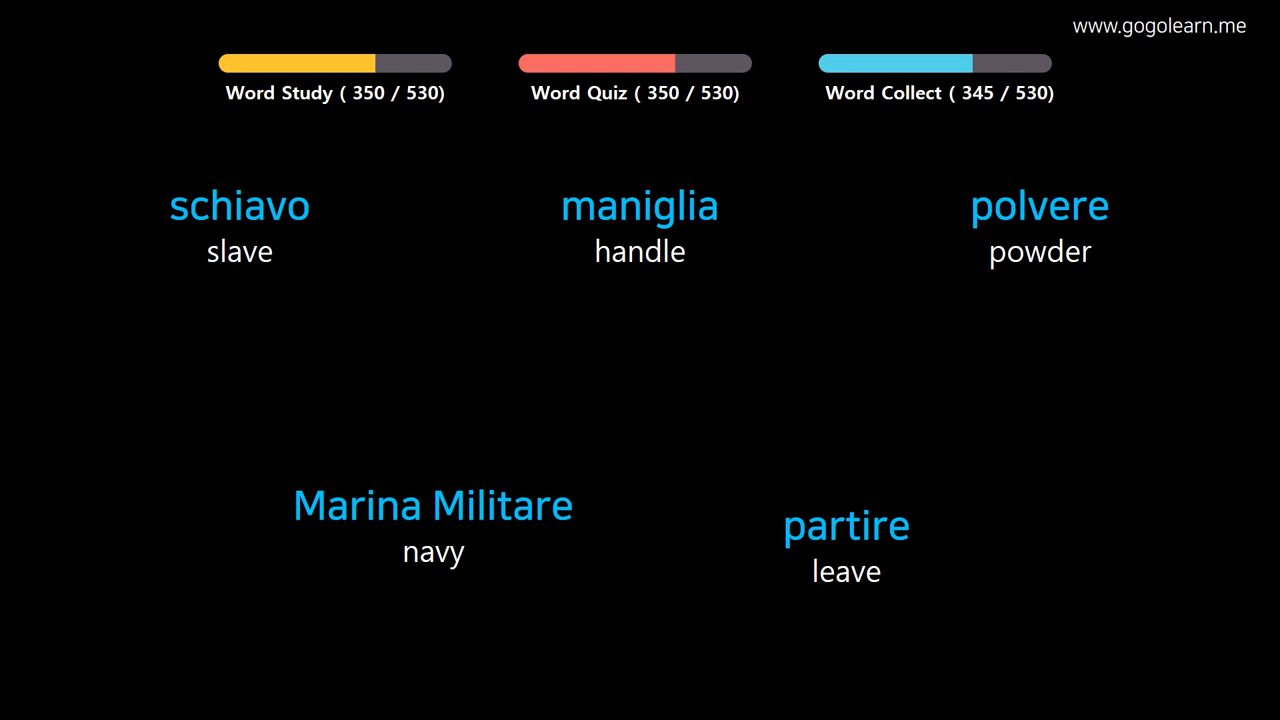 www.gogolearn.me
Word Study ( 350 / 530)
Word Quiz ( 350 / 530)
Word Collect ( 345 / 530)
schiavo
slave
maniglia
handle
polvere
powder
Marina Militare
navy
partire
leave